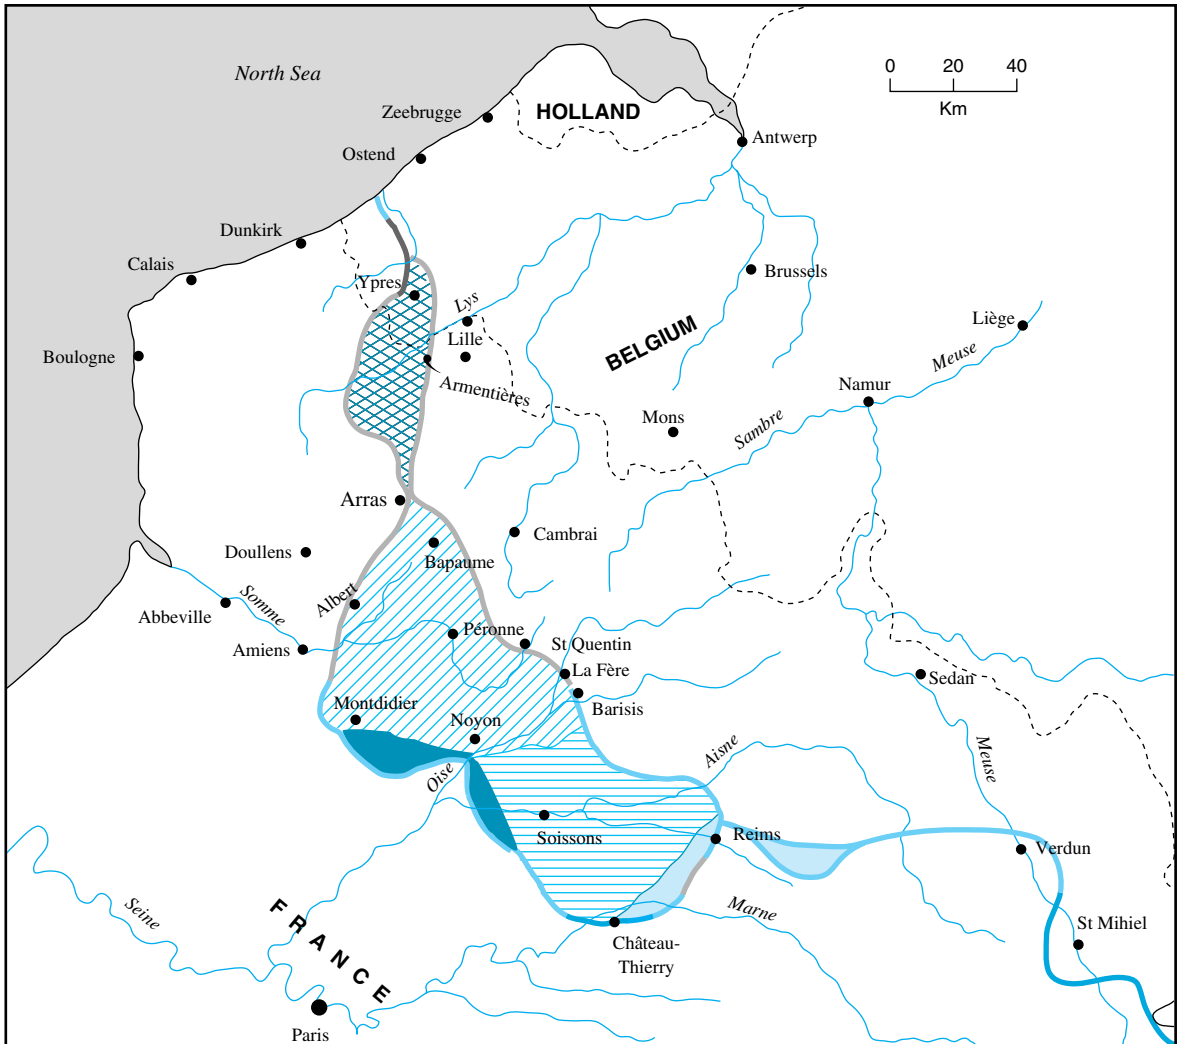 North Sea
0 20 40
Km
Zeebrugge
HOLLAND
Antwerp
Ostend
Dunkirk
Calais
Ypres
Brussels
Lys
Lille
BELGIUM
Liège
Meuse
Boulogne
Armentières
Namur
Mons
Sambre
Arras
Cambrai
Doullens
Bapaume
Albert
Somme
Abbeville
Péronne
St Quentin
Amiens
La Fère
Sedan
Barisis
Montdidier
Noyon
Oise
Aisne
Meuse
Soissons
Reims
Verdun
Seine
FRANCE
Marne
St Mihiel
Château-
Thierry
Paris